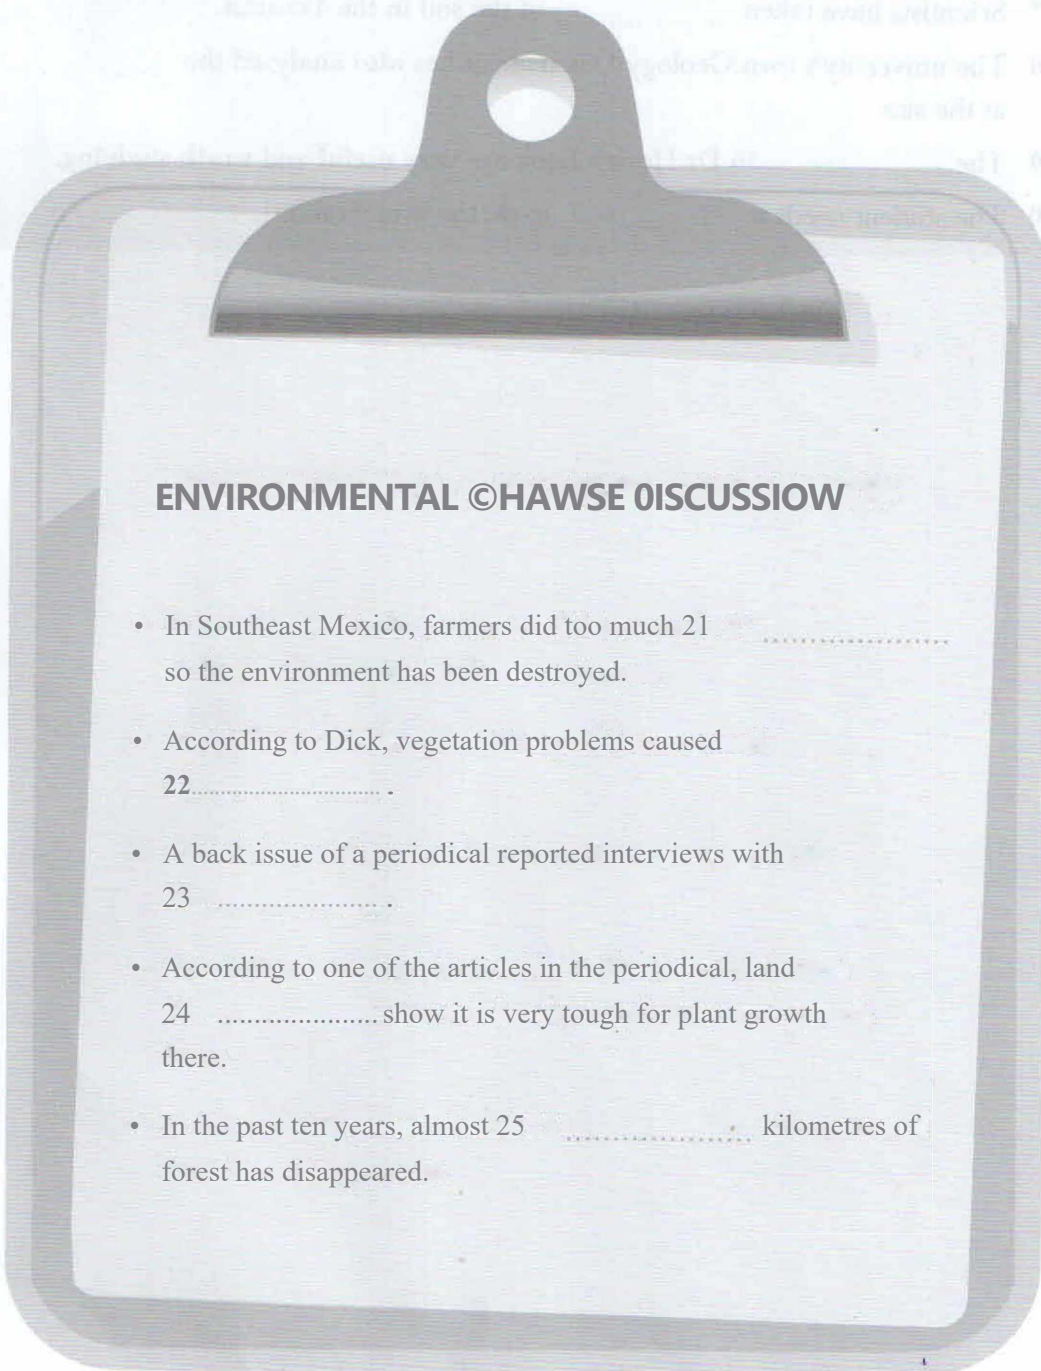 ENVIRONMENTAL ©HAWSE 0ISCUSSIOW
• In Southeast Mexico, farmers did too much 21 ....................
so the environment has been destroyed.
• According to Dick, vegetation problems caused
22.............................. .
• A back issue of a periodical reported interviews with
23 ...................... .
• According to one of the articles in the periodical, land
24 ...................... show it is very tough for plant growth
there.
• In the past ten years, almost 25 .................... kilometres of
forest has disappeared.